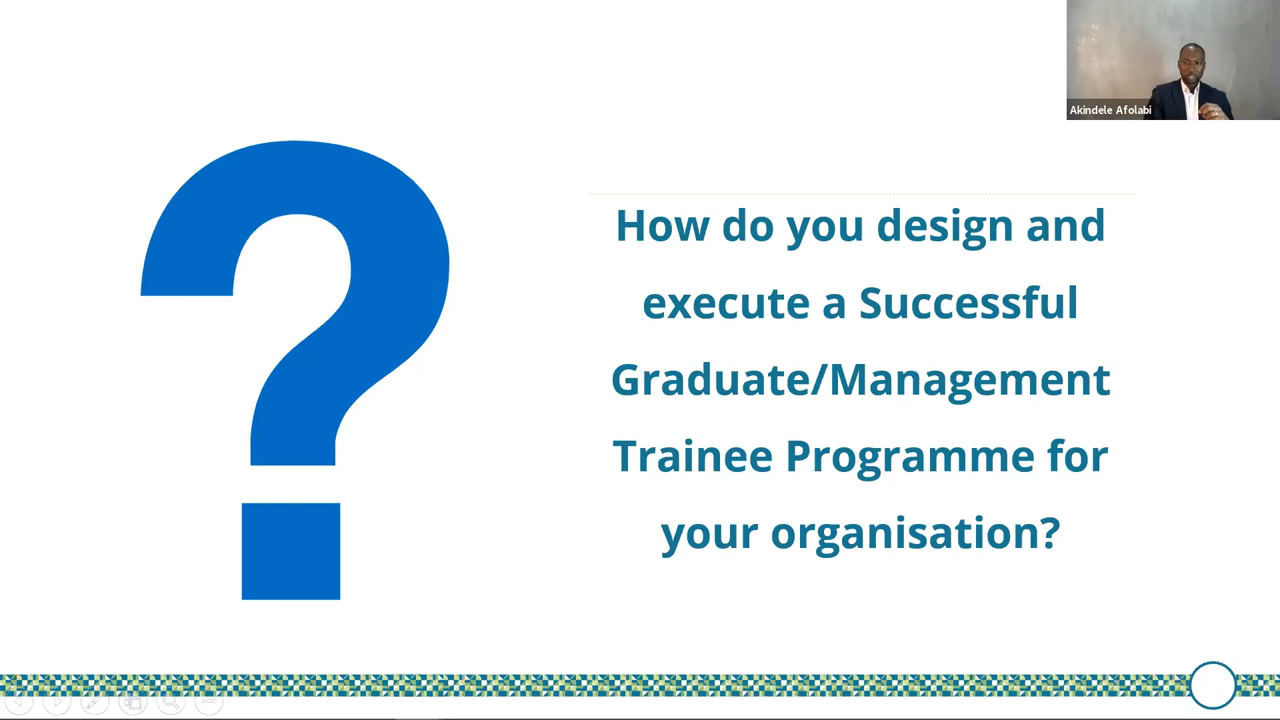 Akindele Afolabi
How do you design and
execute a Successful
Graduate/Management
Trainee Programme for
your organisation?